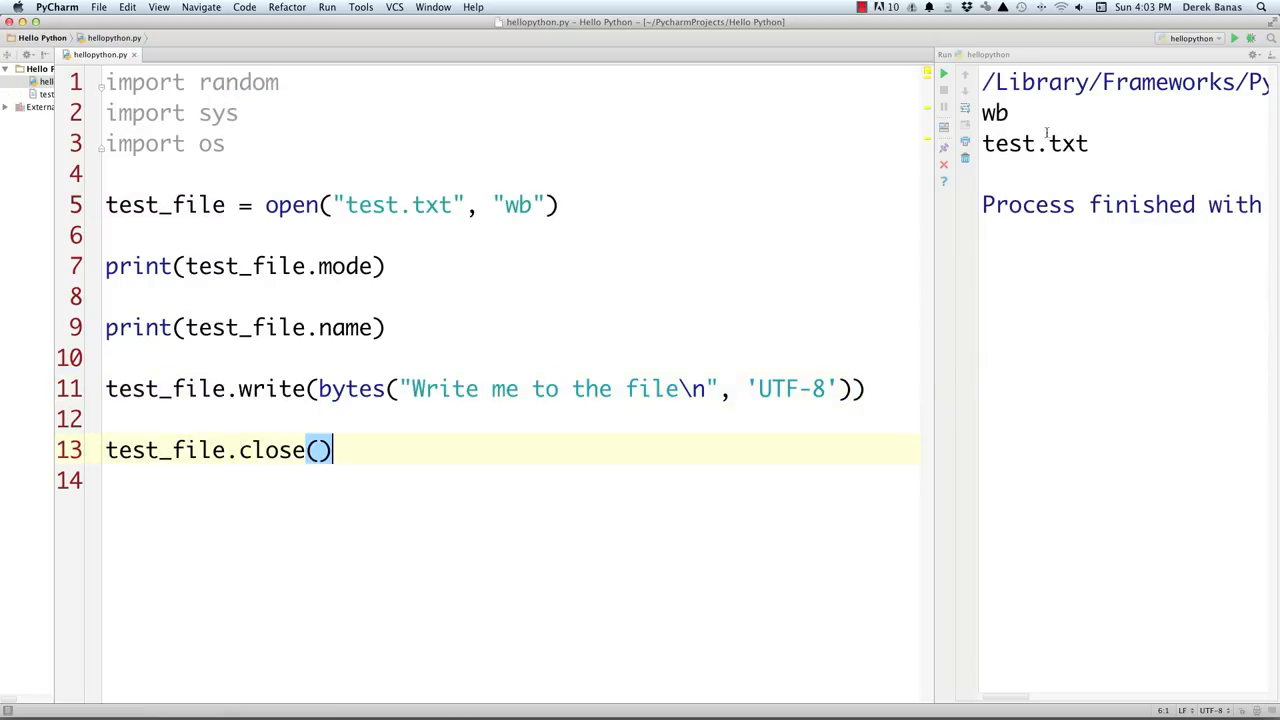 PyCharm File Edit View Navigate Code Refactor Run Tools VCS Window Help 10 Sun 4:03 PM Derek Banas
hellopython.py – Hello Python – [~/PycharmProjects/Hello Python]
Hello Python hellopython.py hellopython
hellopython.py Run hellopython
Hello F
hell
test
Externa
1 import random
2 import sys
3 import os
4
5 test_file = open("test.txt", "wb")
6
7 print(test_file.mode)
8
9 print(test_file.name)
10
11 test_file.write(bytes("Write me to the file\n", 'UTF-8'))
12
13 test_file.close()
14
/Library/Frameworks/Py
wb
test.txt
Process finished with
6:1 LF UTF-8